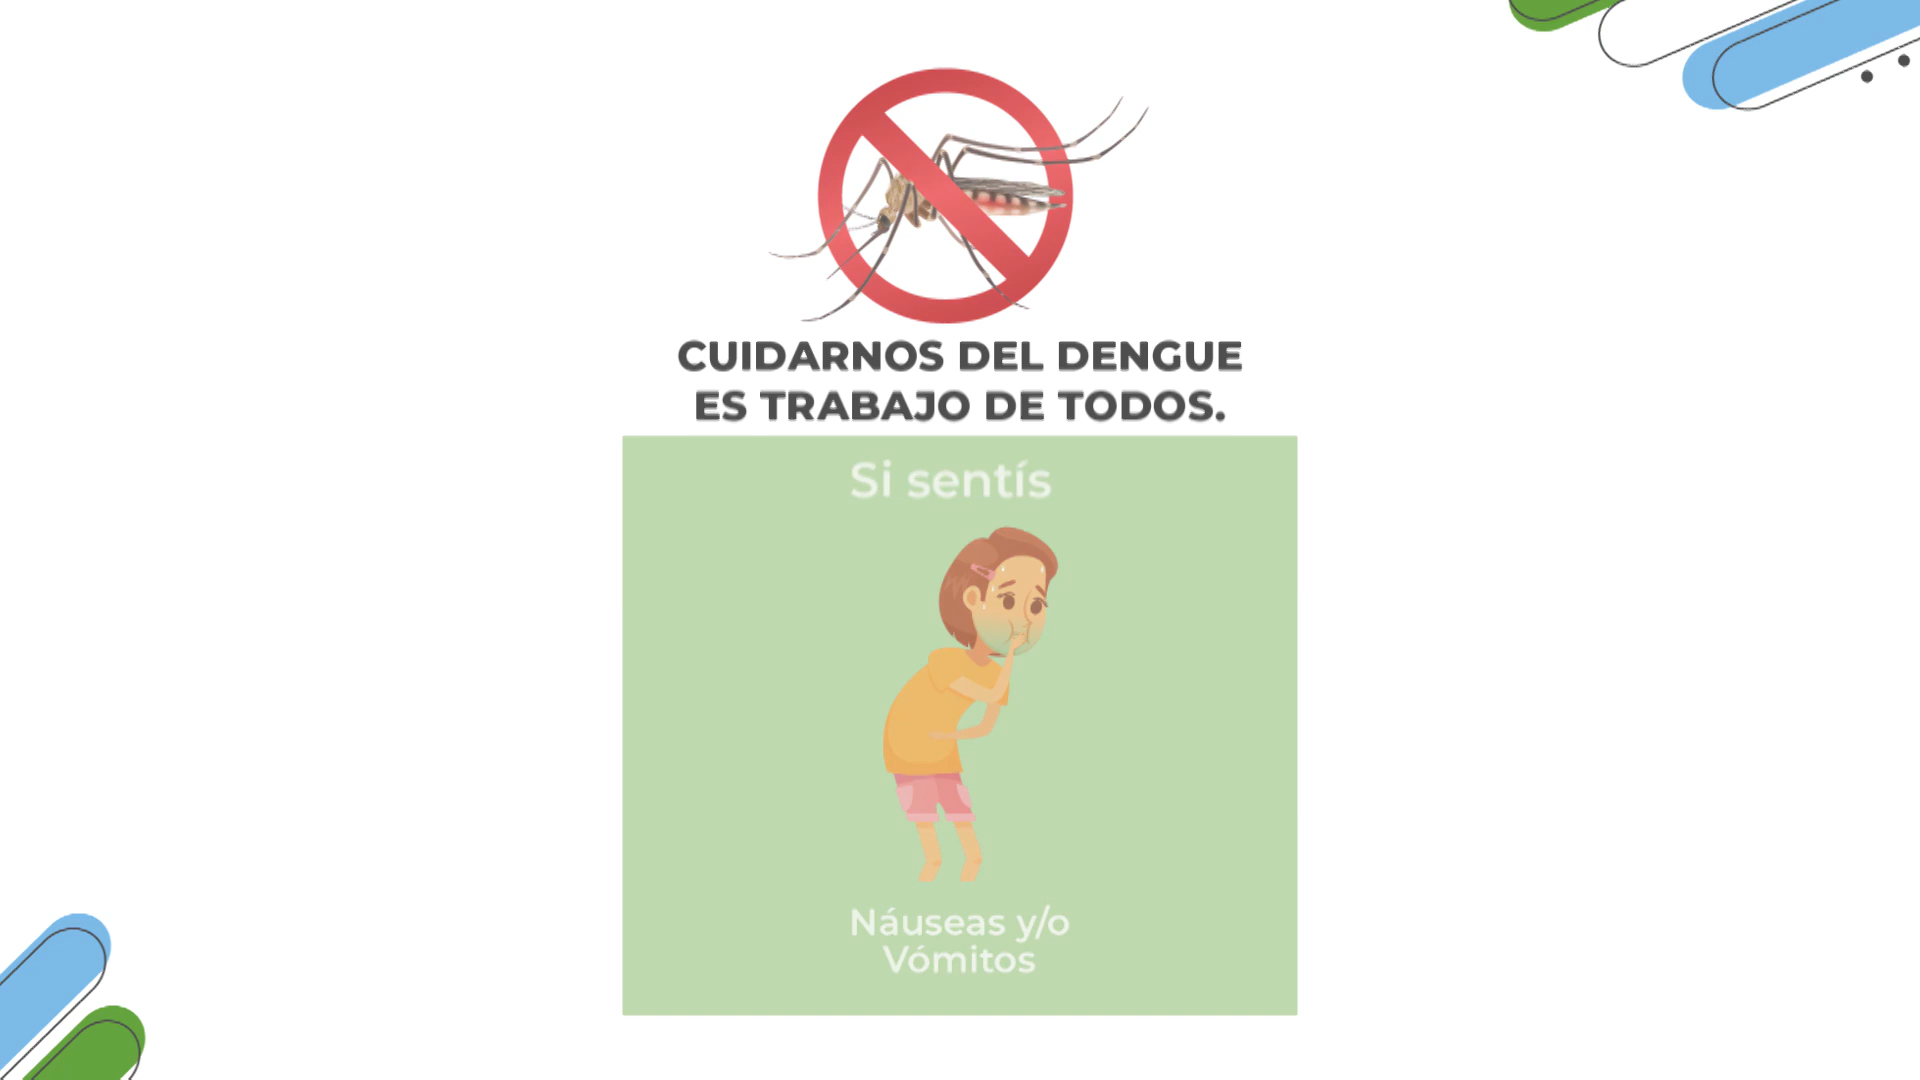 CUIDARNOS DEL DENGUE
ES TRABAJO DE TODOS.
Si sentís
Náuseas y/o
Vómitos